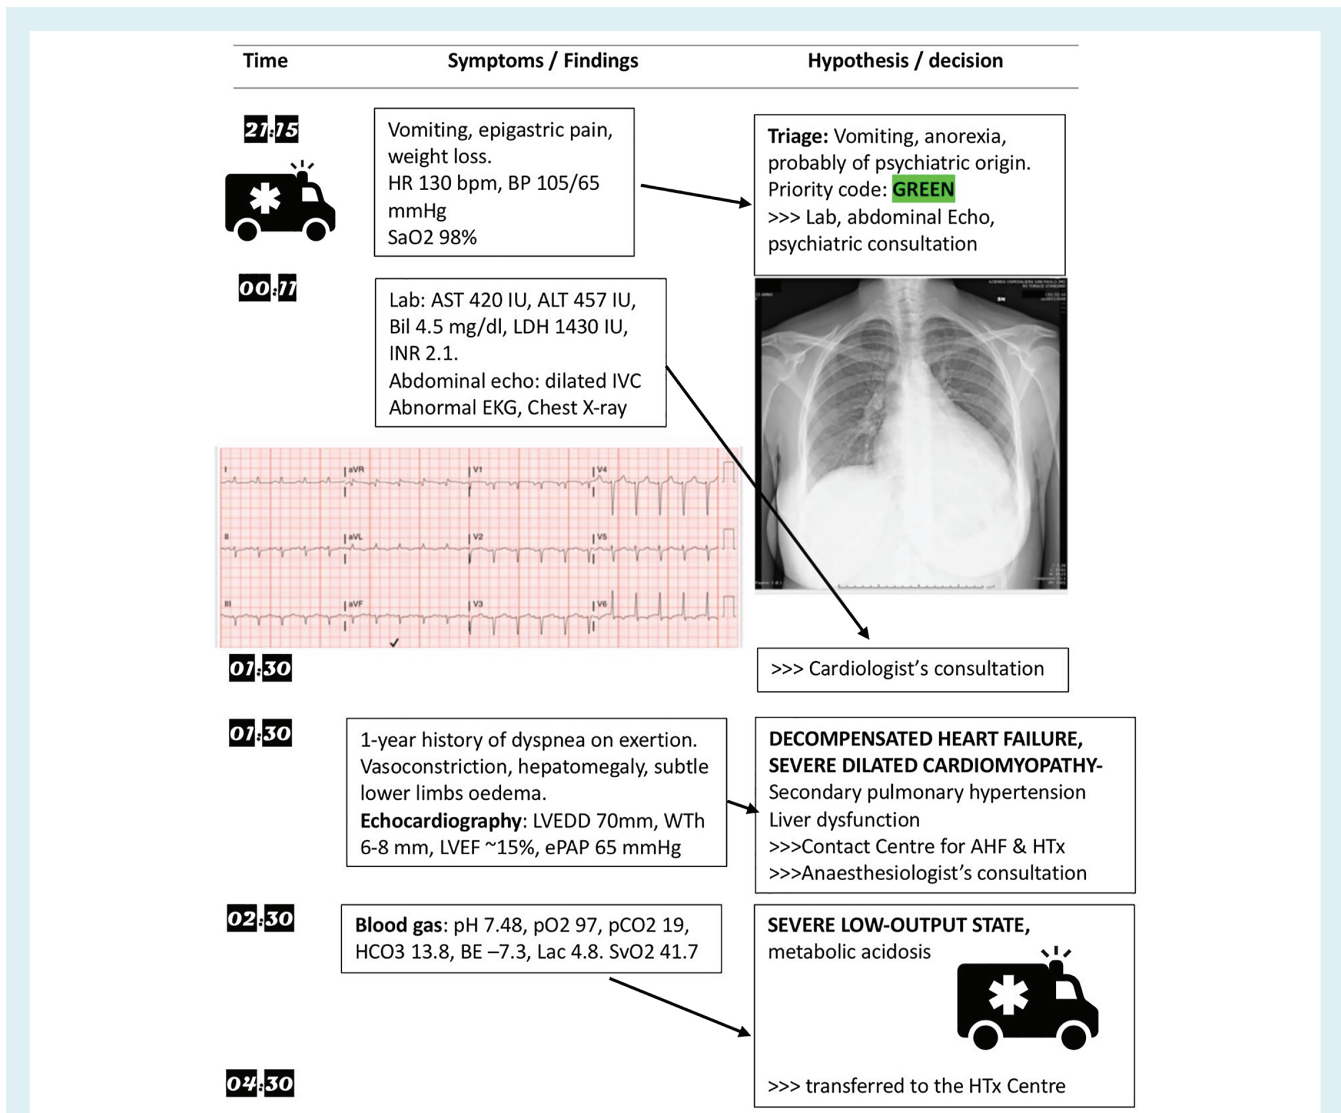 Time Symptoms / Findings Hypothesis / decision
21:15
Vomiting, epigastric pain,
weight loss.
HR 130 bpm, BP 105/65
mmHg
SaO2 98%
Triage: Vomiting, anorexia,
probably of psychiatric origin.
Priority code: GREEN
>>> Lab, abdominal Echo,
psychiatric consultation
00:11
Lab: AST 420 IU, ALT 457 IU,
Bil 4.5 mg/dl, LDH 1430 IU,
INR 2.1.
Abdominal echo: dilated IVC
Abnormal EKG, Chest X-ray
I aVR V1 V4
II aVL V2 V5
III aVF V3 V6
01:30
>>> Cardiologist’s consultation
01:30
1-year history of dyspnea on exertion.
Vasoconstriction, hepatomegaly, subtle
lower limbs oedema.
Echocardiography: LVEDD 70mm, WTh
6-8 mm, LVEF ~15%, ePAP 65 mmHg
DECOMPENSATED HEART FAILURE,
SEVERE DILATED CARDIOMYOPATHY-
Secondary pulmonary hypertension
Liver dysfunction
>>>Contact Centre for AHF & HTx
>>>Anaesthesiologist’s consultation
02:30
Blood gas: pH 7.48, pO2 97, pCO2 19,
HCO3 13.8, BE –7.3, Lac 4.8. SvO2 41.7
SEVERE LOW-OUTPUT STATE,
metabolic acidosis
04:30
>>> transferred to the HTx Centre